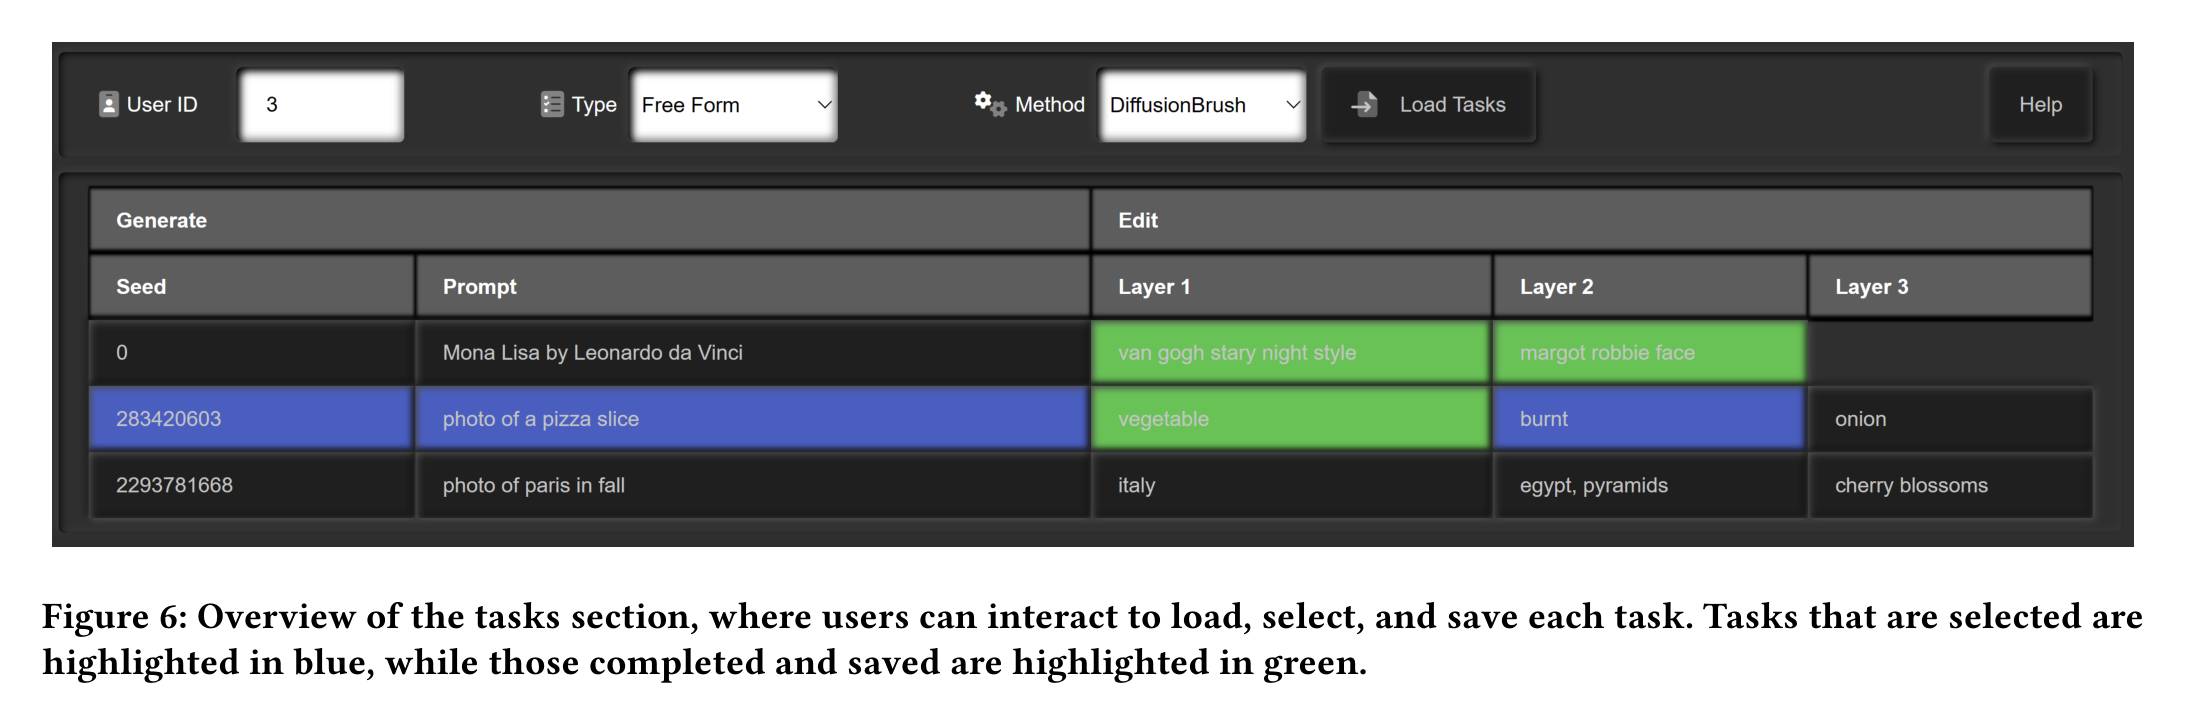 User ID 3 Type Free Form Method DiffusionBrush Load Tasks Help
Generate Edit
Seed Prompt Layer 1 Layer 2 Layer 3
0 Mona Lisa by Leonardo da Vinci van gogh stary night style margot robbie face
283420603 photo of a pizza slice vegetable burnt onion
2293781668 photo of paris in fall italy egypt, pyramids cherry blossoms
Figure 6: Overview of the tasks section, where users can interact to load, select, and save each task. Tasks that are selected are
highlighted in blue, while those completed and saved are highlighted in green.